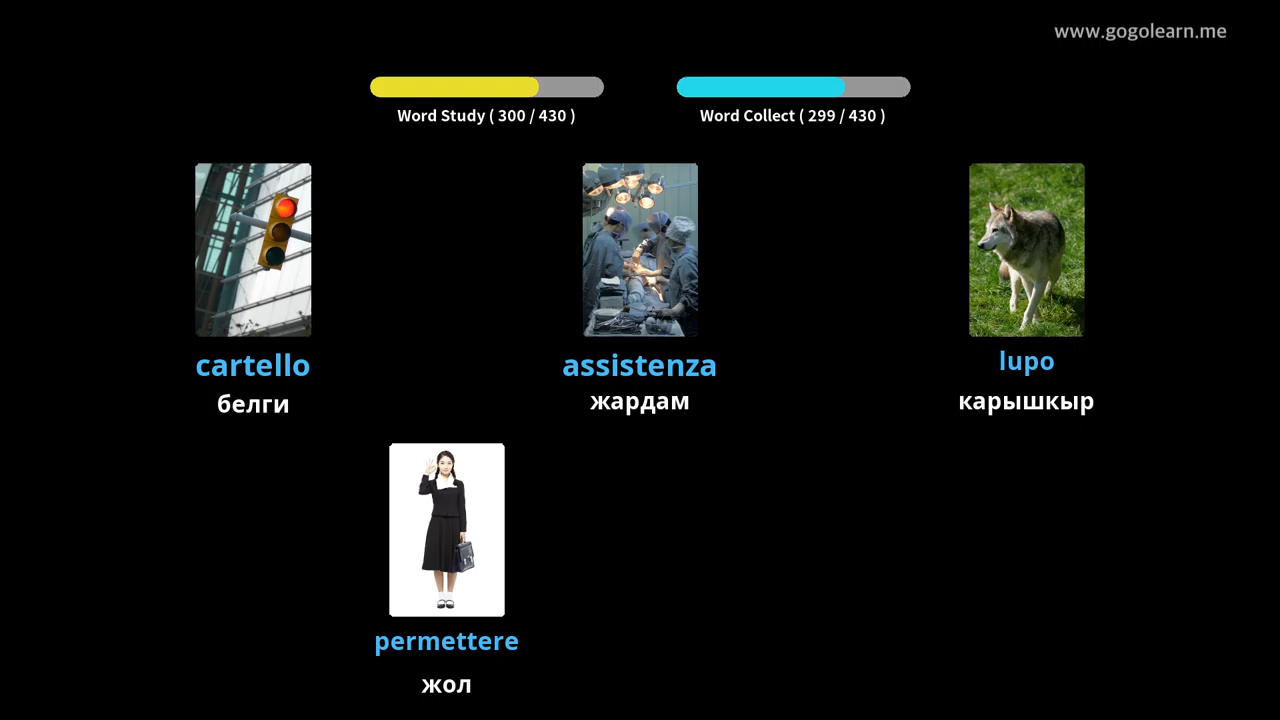 www.gogolearn.me
Word Study ( 300 / 430 )
Word Collect ( 299 / 430 )
cartello
белги
assistenza
жардам
lupo
карышкыр
permettere
жол